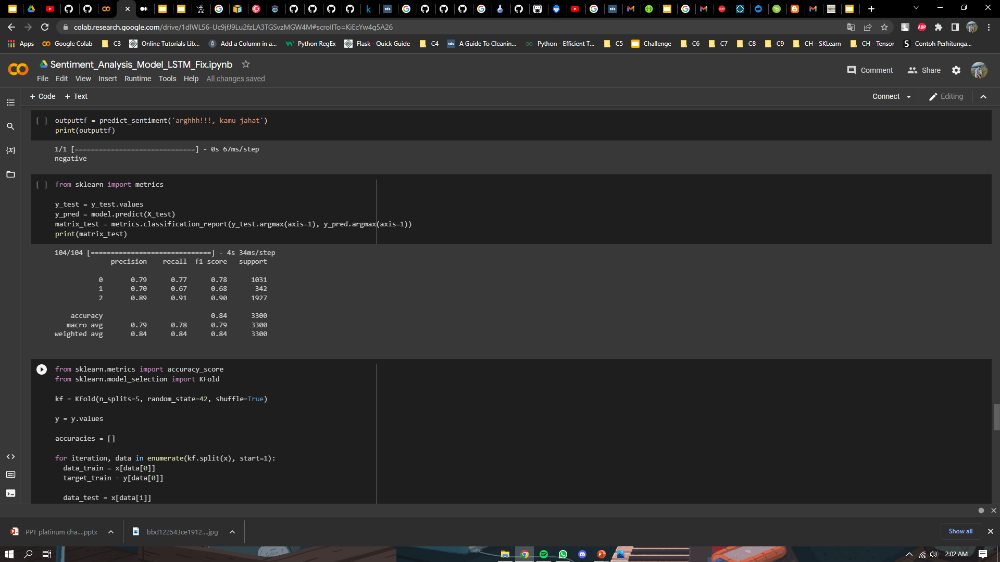 colab.research.google.com/drive/1dIWL56-Uc9jfJ9Lu2fzLA3TGSvzMGW4M#scrollTo=KiEcYw4g5A26
Apps Google Colab C3 Online Tutorials Lib... Add a Column in a... Python RegEx Flask - Quick Guide C4 A Guide To Cleanin... Python - Efficient T... C5 Challenge C6 C7 C8 C9 CH - SKLearn CH - Tensor Contoh Perhitunga...
Sentiment_Analysis_Model_LSTM_Fix.ipynb
Comment Share
File Edit View Insert Runtime Tools Help All changes saved
+ Code + Text Connect Editing
[ ] outputtf = predict_sentiment('arghhh!!!, kamu jahat')
print(outputtf)
1/1 [==============================] - 0s 67ms/step
negative
[ ] from sklearn import metrics
y_test = y_test.values
y_pred = model.predict(X_test)
matrix_test = metrics.classification_report(y_test.argmax(axis=1), y_pred.argmax(axis=1))
print(matrix_test)
104/104 [==============================] - 4s 34ms/step
precision recall f1-score support
0 0.79 0.77 0.78 1031
1 0.70 0.67 0.68 342
2 0.89 0.91 0.90 1927
accuracy 0.84 3300
macro avg 0.79 0.78 0.79 3300
weighted avg 0.84 0.84 0.84 3300
from sklearn.metrics import accuracy_score
from sklearn.model_selection import KFold
kf = KFold(n_splits=5, random_state=42, shuffle=True)
y = y.values
accuracies = []
for iteration, data in enumerate(kf.split(x), start=1):
data_train = x[data[0]]
target_train = y[data[0]]
data_test = x[data[1]]
PPT platinum cha....pptx bbd122543ce1912....jpg Show all
2:02 AM